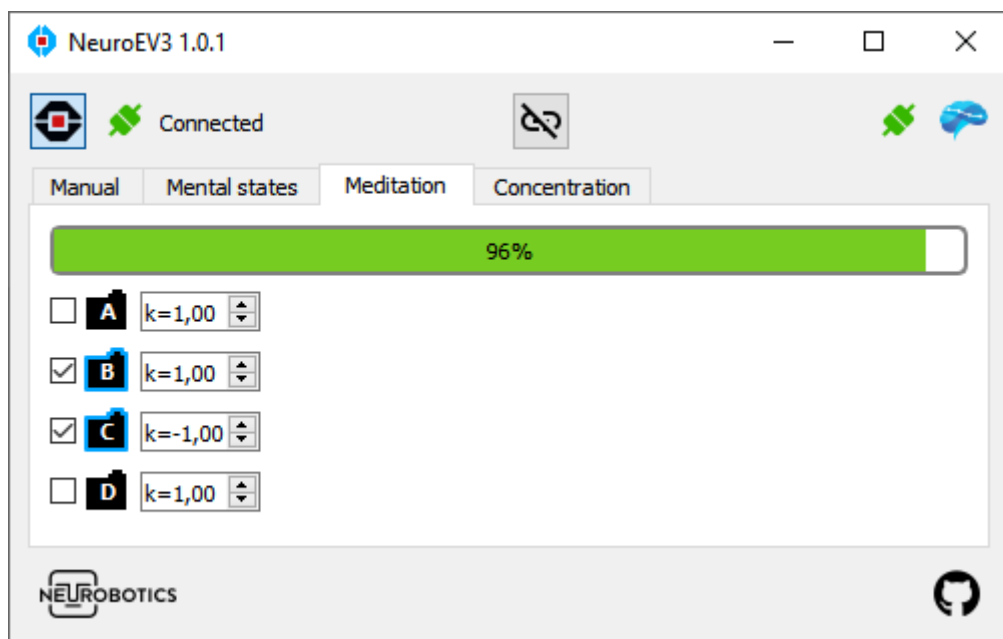 NeuroEV3 1.0.1
Connected
Manual Mental states Meditation Concentration
96%
A k=1,00
B k=1,00
C k=-1,00
D k=1,00
NEUROBOTICS